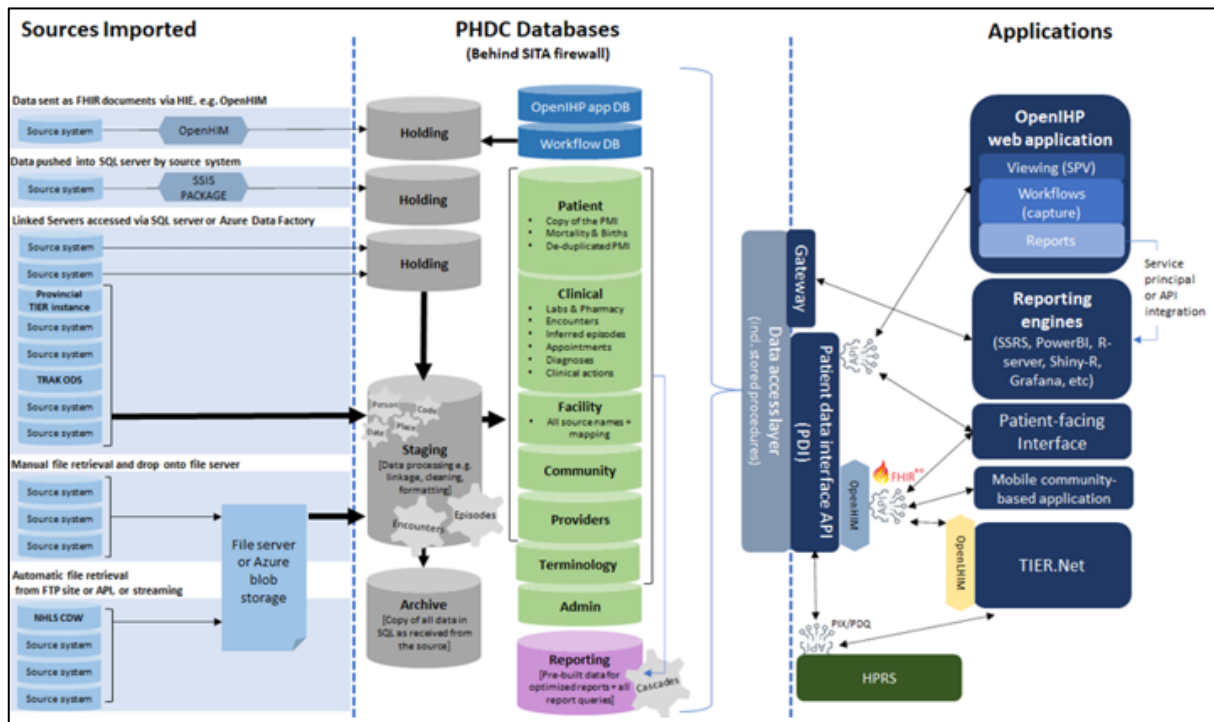 Sources Imported
PHDC Databases
(Behind SITA firewall)
Applications
Data sent as FHIR documents via HIE, e.g. OpenHIM
Source system
OpenHIM
Data pushed into SQL server by source system
Source system
SSIS
PACKAGE
Linked Servers accessed via SQL server or Azure Data Factory
Source system
Source system
Provincial
TIER instance
Source system
Source system
TRAK ODS
Source system
Source system
Manual file retrieval and drop onto file server
Source system
Source system
Source system
File server
or Azure
blob
storage
Automatic file retrieval
from FTP site or API, or streaming
NHLS CDW
Source system
Source system
Source system
Holding
Holding
Holding
Person
Code
Date
Place
Staging
[Data processing e.g.
linkage, cleaning,
formatting]
Encounters
Episodes
Archive
[Copy of all data in
SQL as received from
the source]
OpenIHP app DB
Workflow DB
Patient
• Copy of the PMI
• Mortality & Births
• De-duplicated PMI
Clinical
• Labs & Pharmacy
• Encounters
• Inferred episodes
• Appointments
• Diagnoses
• Clinical actions
Facility
• All source names +
mapping
Community
Providers
Terminology
Admin
Reporting
[Pre-built data for
optimized reports + all
report queries]
Cascades
Data access layer
(incl. stored procedures)
Gateway
Patient data interface API
(PDI)
OpenHIM
API
FHIR**
API
OpenLHIM
PIX/PDQ
API
OpenIHP
web application
Viewing (SPV)
Workflows
(capture)
Reports
Service
principal
or API
integration
Reporting
engines
(SSRS, PowerBI, R-
server, Shiny-R,
Grafana, etc)
Patient-facing
Interface
Mobile community-
based application
TIER.Net
HPRS